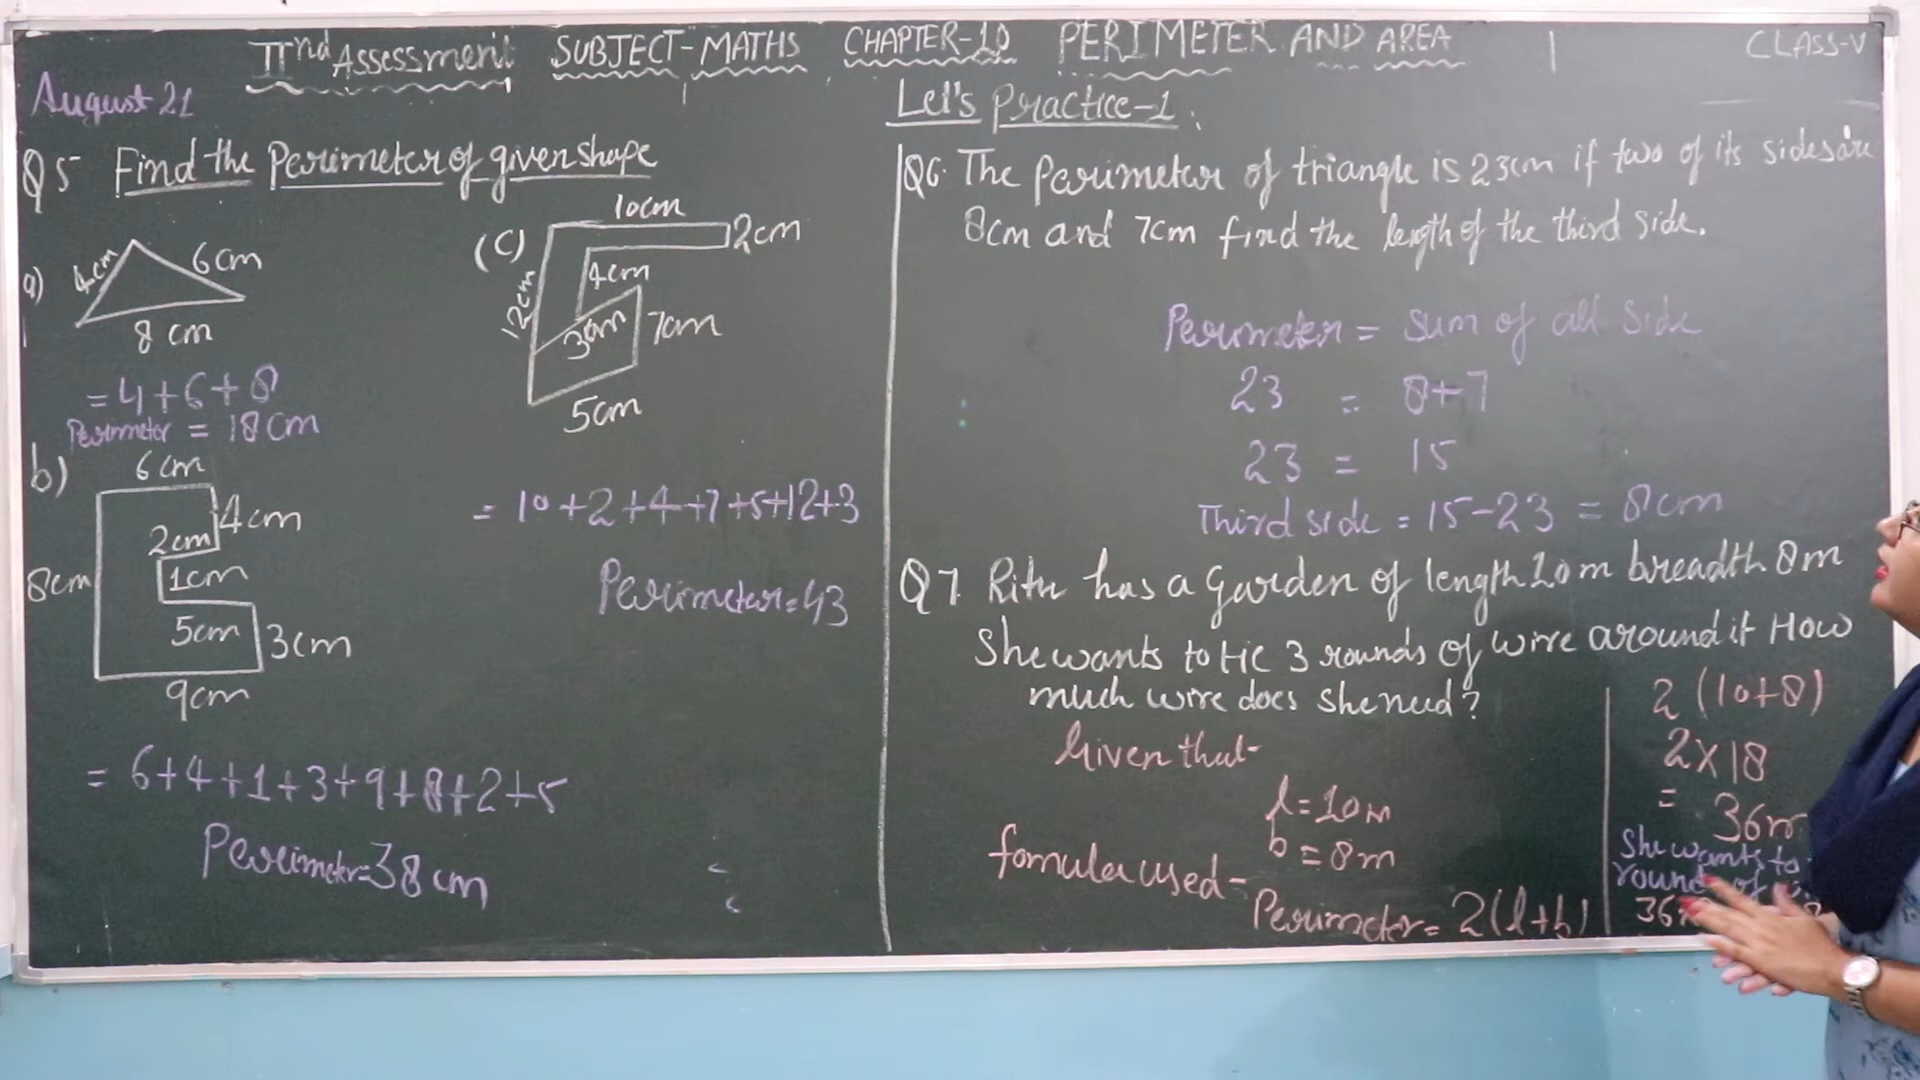 IInd Assessment SUBJECT-MATHS CHAPTER-10 PERIMETER AND AREA CLASS-V
August 21
Let's Practice-1
Q5 Find the Perimeter of given shape
a) 4cm 6cm
8 cm
= 4+6+8
Perimeter = 18 Cm
b) 6cm
4cm
2cm
8cm 1cm
5cm 3cm
9cm
= 6+4+1+3+9+8+2+5
Perimeter=38 cm
(C) 10cm
2cm
4cm
12cm
3cm 7cm
5cm
= 10+2+4+7+5+12+3
Perimeter=43
Q6. The perimeter of triangle is 23cm if two of its sides are
8cm and 7cm find the length of the third side.
Perimeter = Sum of all Side
23 = 8+7
23 = 15
Third side = 15-23 = 8cm
Q7. Ritu has a Garden of length 10m breadth 8m
She wants to tie 3 rounds of wire around it How
much wire does she need?
Given that-
l=10m
b=8m
formula used-
Perimeter= 2(l+b)
2 (10+8)
2×18
= 36m
She wants to
round of
36